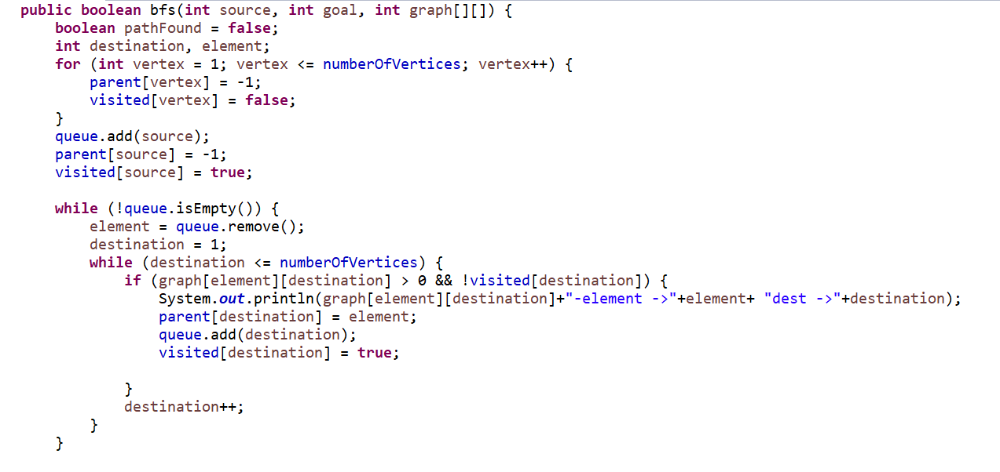 public boolean bfs(int source, int goal, int graph[][]) {
    boolean pathFound = false;
    int destination, element;
    for (int vertex = 1; vertex <= numberOfVertices; vertex++) {
        parent[vertex] = -1;
        visited[vertex] = false;
    }
    queue.add(source);
    parent[source] = -1;
    visited[source] = true;

    while (!queue.isEmpty()) {
        element = queue.remove();
        destination = 1;
        while (destination <= numberOfVertices) {
            if (graph[element][destination] > 0 && !visited[destination]) {
                System.out.println(graph[element][destination]+"-element ->"+element+ "dest ->"+destination);
                parent[destination] = element;
                queue.add(destination);
                visited[destination] = true;

            }
            destination++;
        }
    }